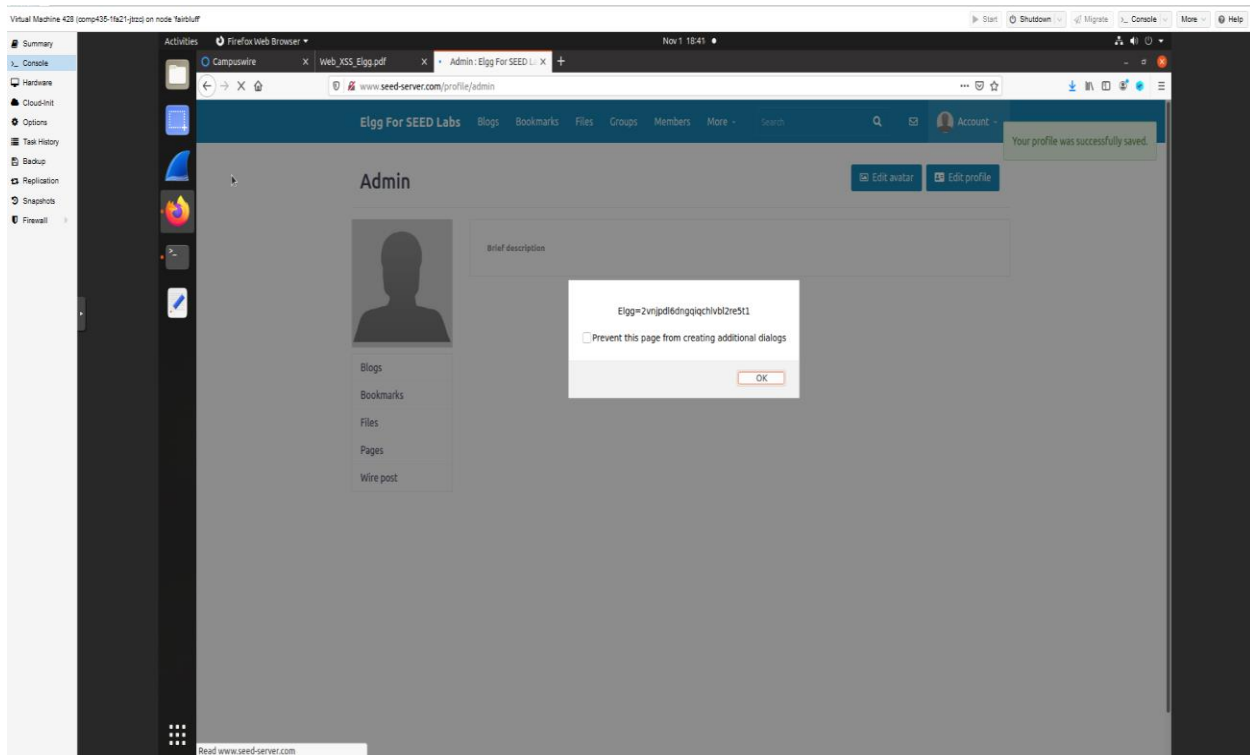 Virtual Machine 428 (comp435-1fa21-jtrzc) on node 'fairbluff'
Start Shutdown Migrate >_ Console More Help
Summary
>_ Console
Hardware
Cloud-Init
Options
Task History
Backup
Replication
Snapshots
Firewall
Activities Firefox Web Browser Nov 1 18:41
Campuswire X Web_XSS_Elgg.pdf X Admin : Elgg For SEED L X +
www.seed-server.com/profile/admin
Elgg For SEED Labs Blogs Bookmarks Files Groups Members More Search Account
Your profile was successfully saved.
Admin
Edit avatar Edit profile
Brief description
Prevent this page from creating additional dialogs
OK
Blogs
Bookmarks
Files
Pages
Wire post
Read www.seed-server.com